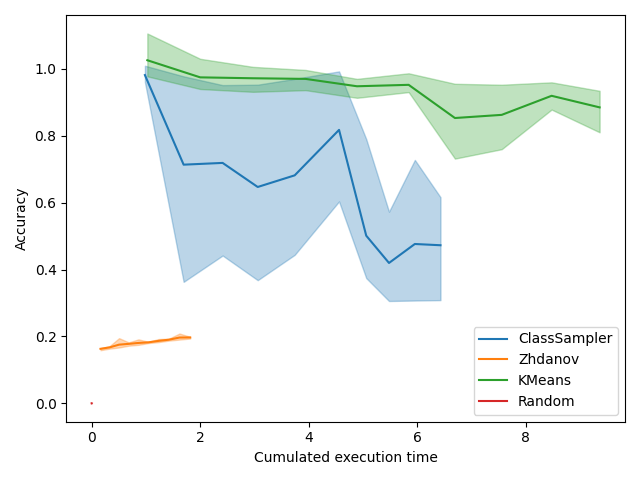 Accuracy
1.0
0.8
0.6
0.4
0.2
0.0
0
2
4
6
8
Cumulated execution time
ClassSampler
Zhdanov
KMeans
Random